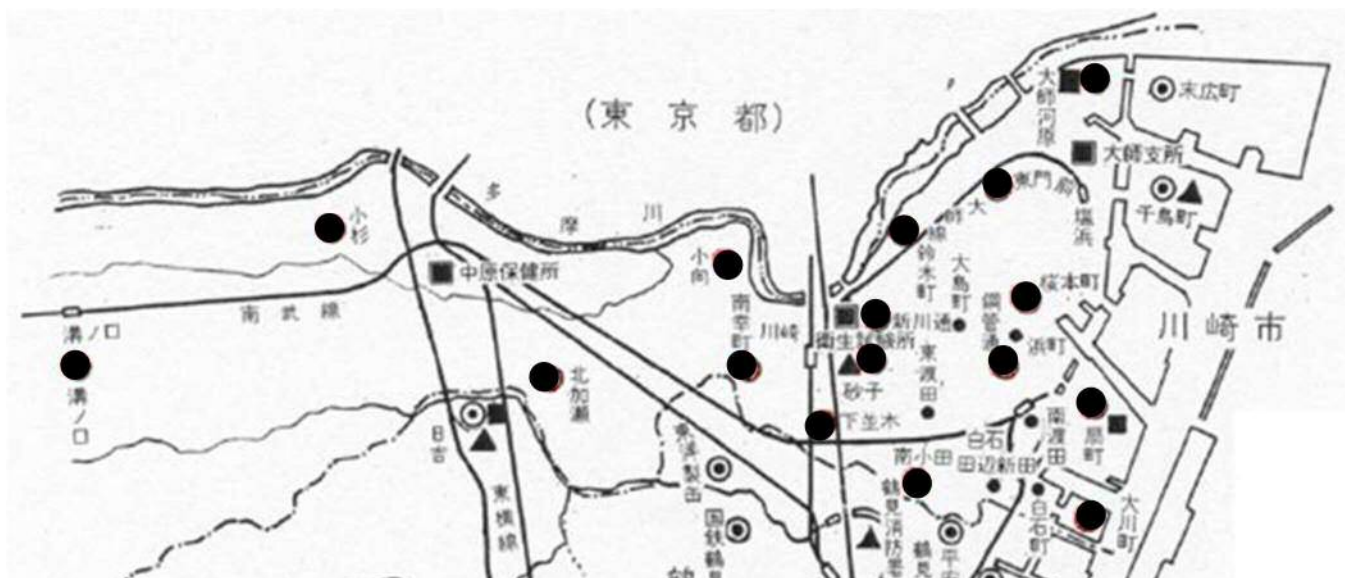 (東京都)
大師河原
末広町
大師支所
千鳥町
東門前
大師線
塩浜
多摩川
小杉
中原保健所
小向
鈴木町
大島町
桜本町
川崎市
南武線
溝ノ口
溝ノ口
南幸町
川崎
新川通
衛生試験所
鋼管通
浜町
東渡田
砂子
北加瀬
下並木
日吉
東横線
白石
南渡田
扇町
南小田
田辺新田
鶴見消防署
白石町
大川町
国鉄鶴見
鶴見
平安